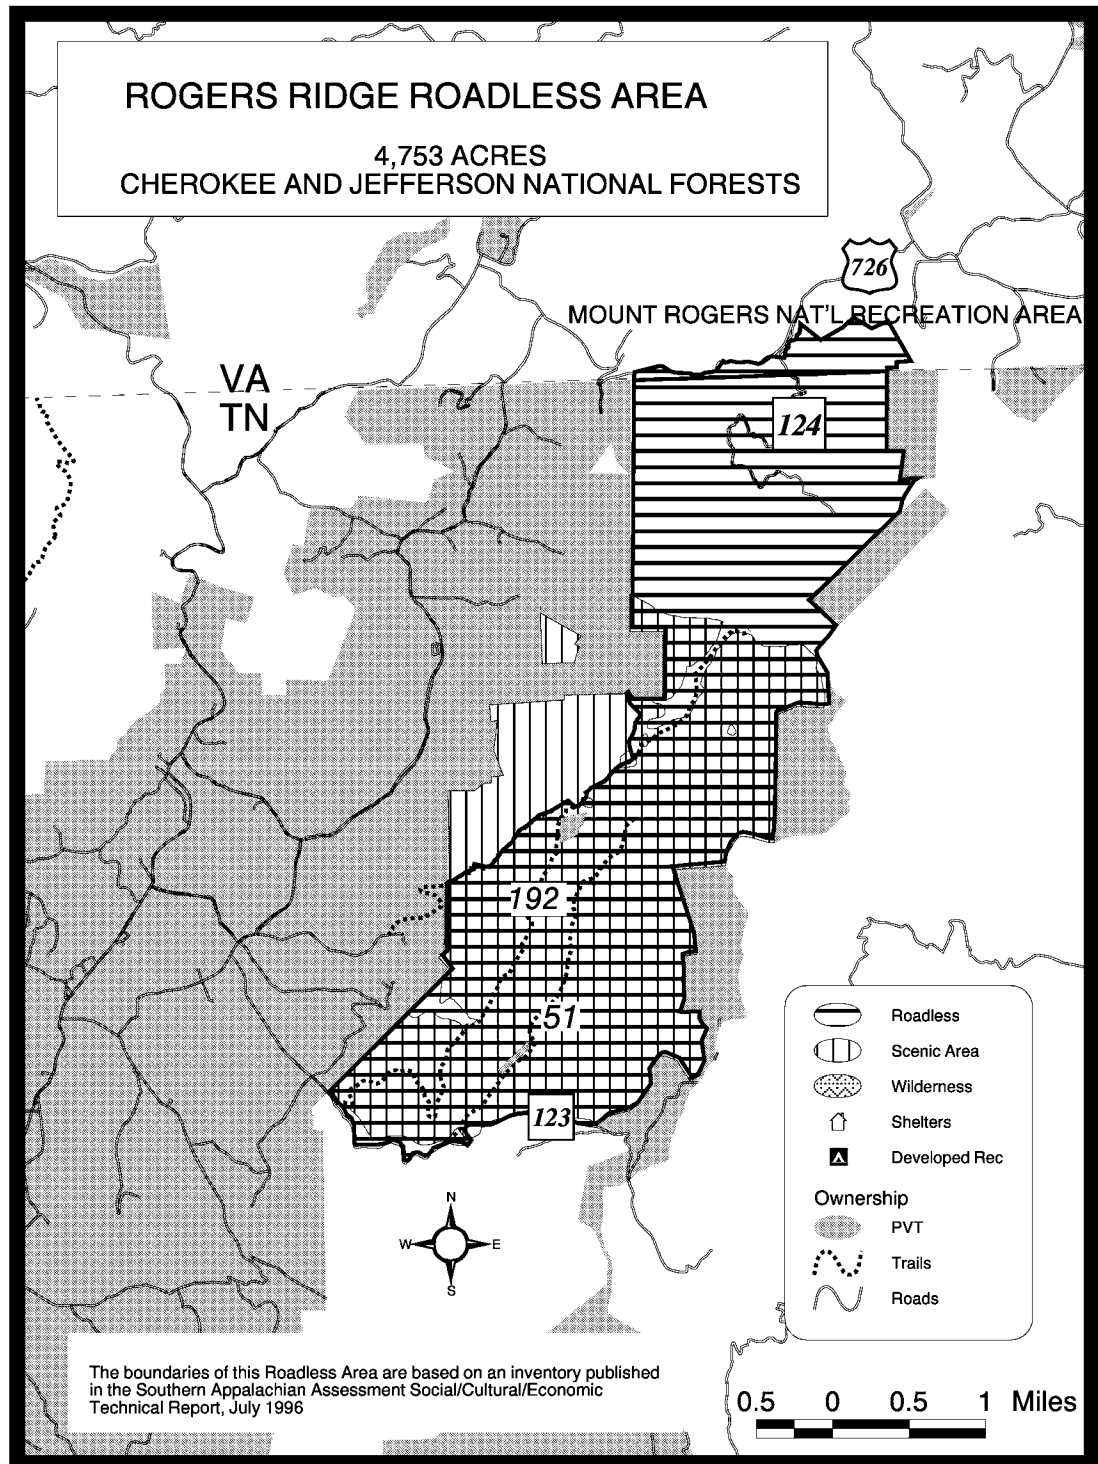 ROGERS RIDGE ROADLESS AREA
4,753 ACRES
CHEROKEE AND JEFFERSON NATIONAL FORESTS
726
MOUNT ROGERS NAT'L RECREATION AREA
VA
TN
124
192
51
123
Roadless
Scenic Area
Wilderness
Shelters
Developed Rec
Ownership
PVT
Trails
Roads
N
W E
S
The boundaries of this Roadless Area are based on an inventory published
in the Southern Appalachian Assessment Social/Cultural/Economic
Technical Report, July 1996
0.5 0 0.5 1 Miles